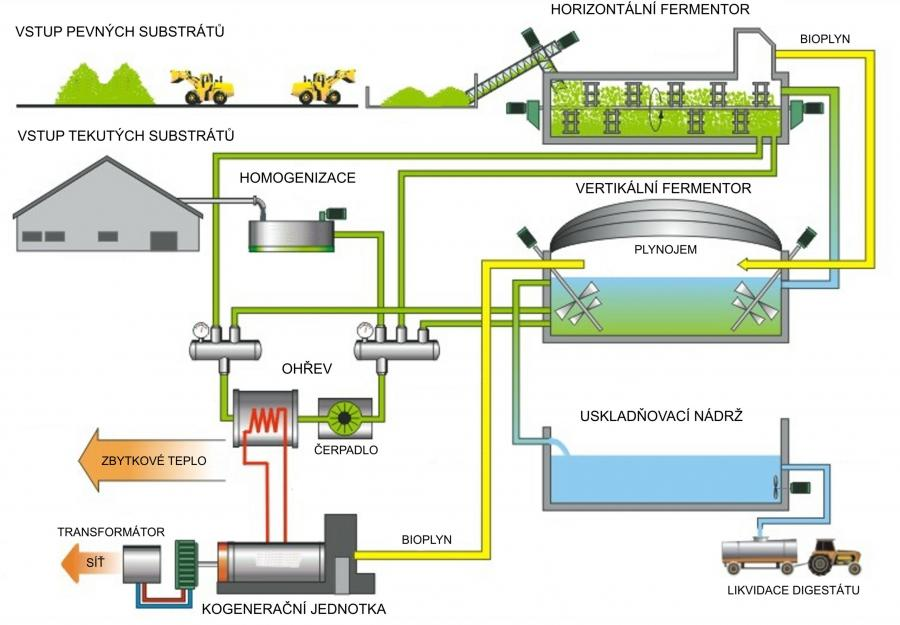 HORIZONTÁLNÍ FERMENTOR
VSTUP PEVNÝCH SUBSTRÁTŮ
BIOPLYN
VSTUP TEKUTÝCH SUBSTRÁTŮ
HOMOGENIZACE
VERTIKÁLNÍ FERMENTOR
PLYNOJEM
OHŘEV
ČERPADLO
USKLADŇOVACÍ NÁDRŽ
ZBYTKOVÉ TEPLO
TRANSFORMÁTOR
BIOPLYN
SÍŤ
LIKVIDACE DIGESTÁTU
KOGENERAČNÍ JEDNOTKA